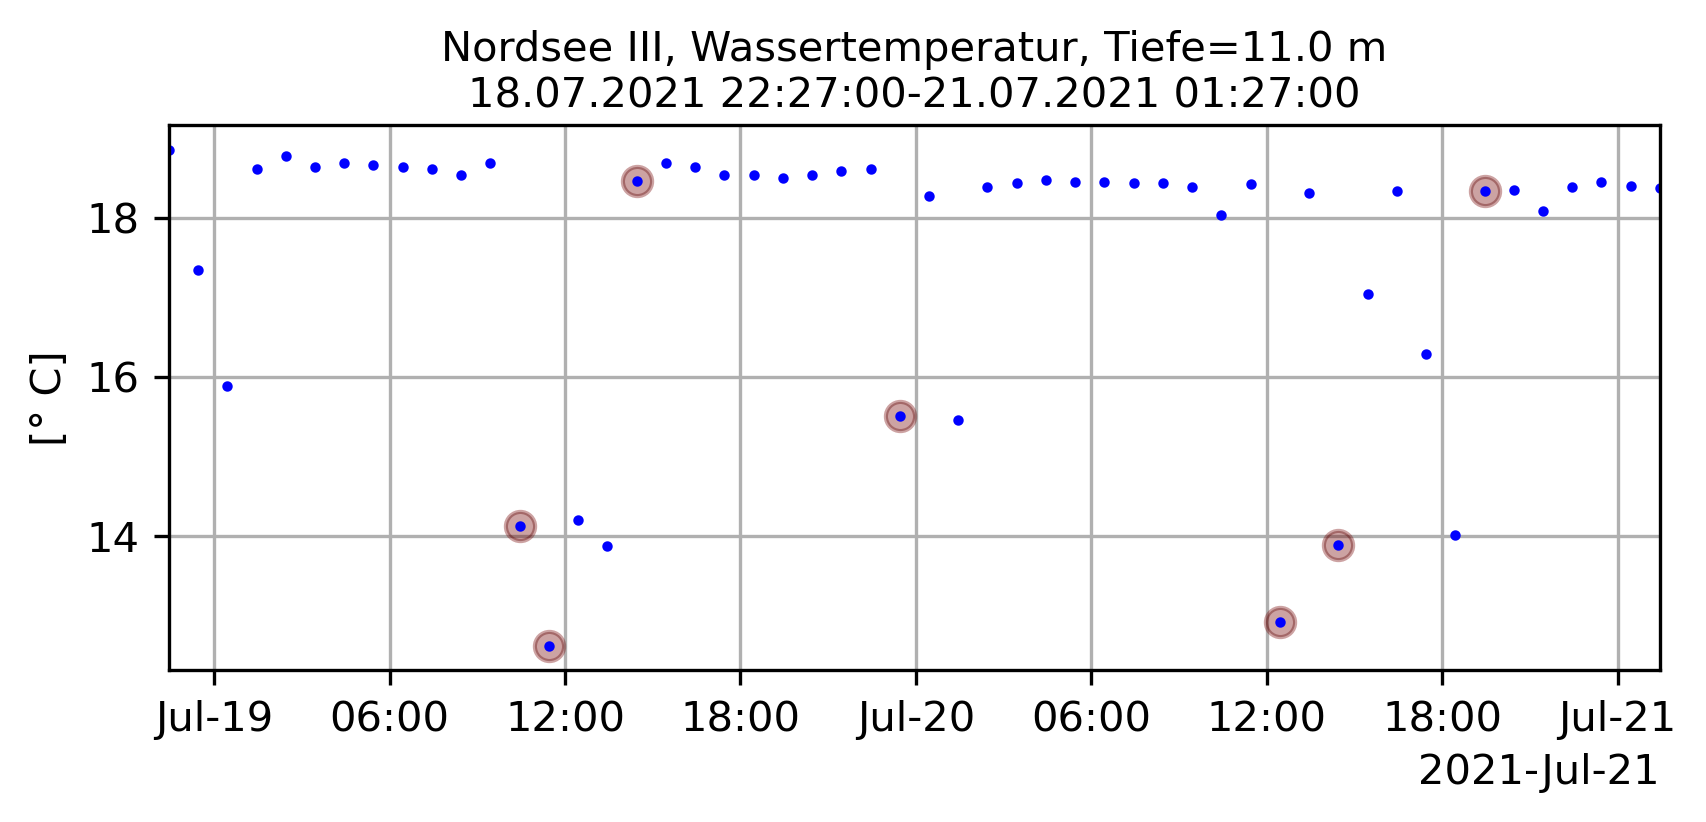 Nordsee III, Wassertemperatur, Tiefe=11.0 m
18.07.2021 22:27:00-21.07.2021 01:27:00
[° C]
18
16
14
Jul-19 06:00 12:00 18:00 Jul-20 06:00 12:00 18:00 Jul-21
2021-Jul-21